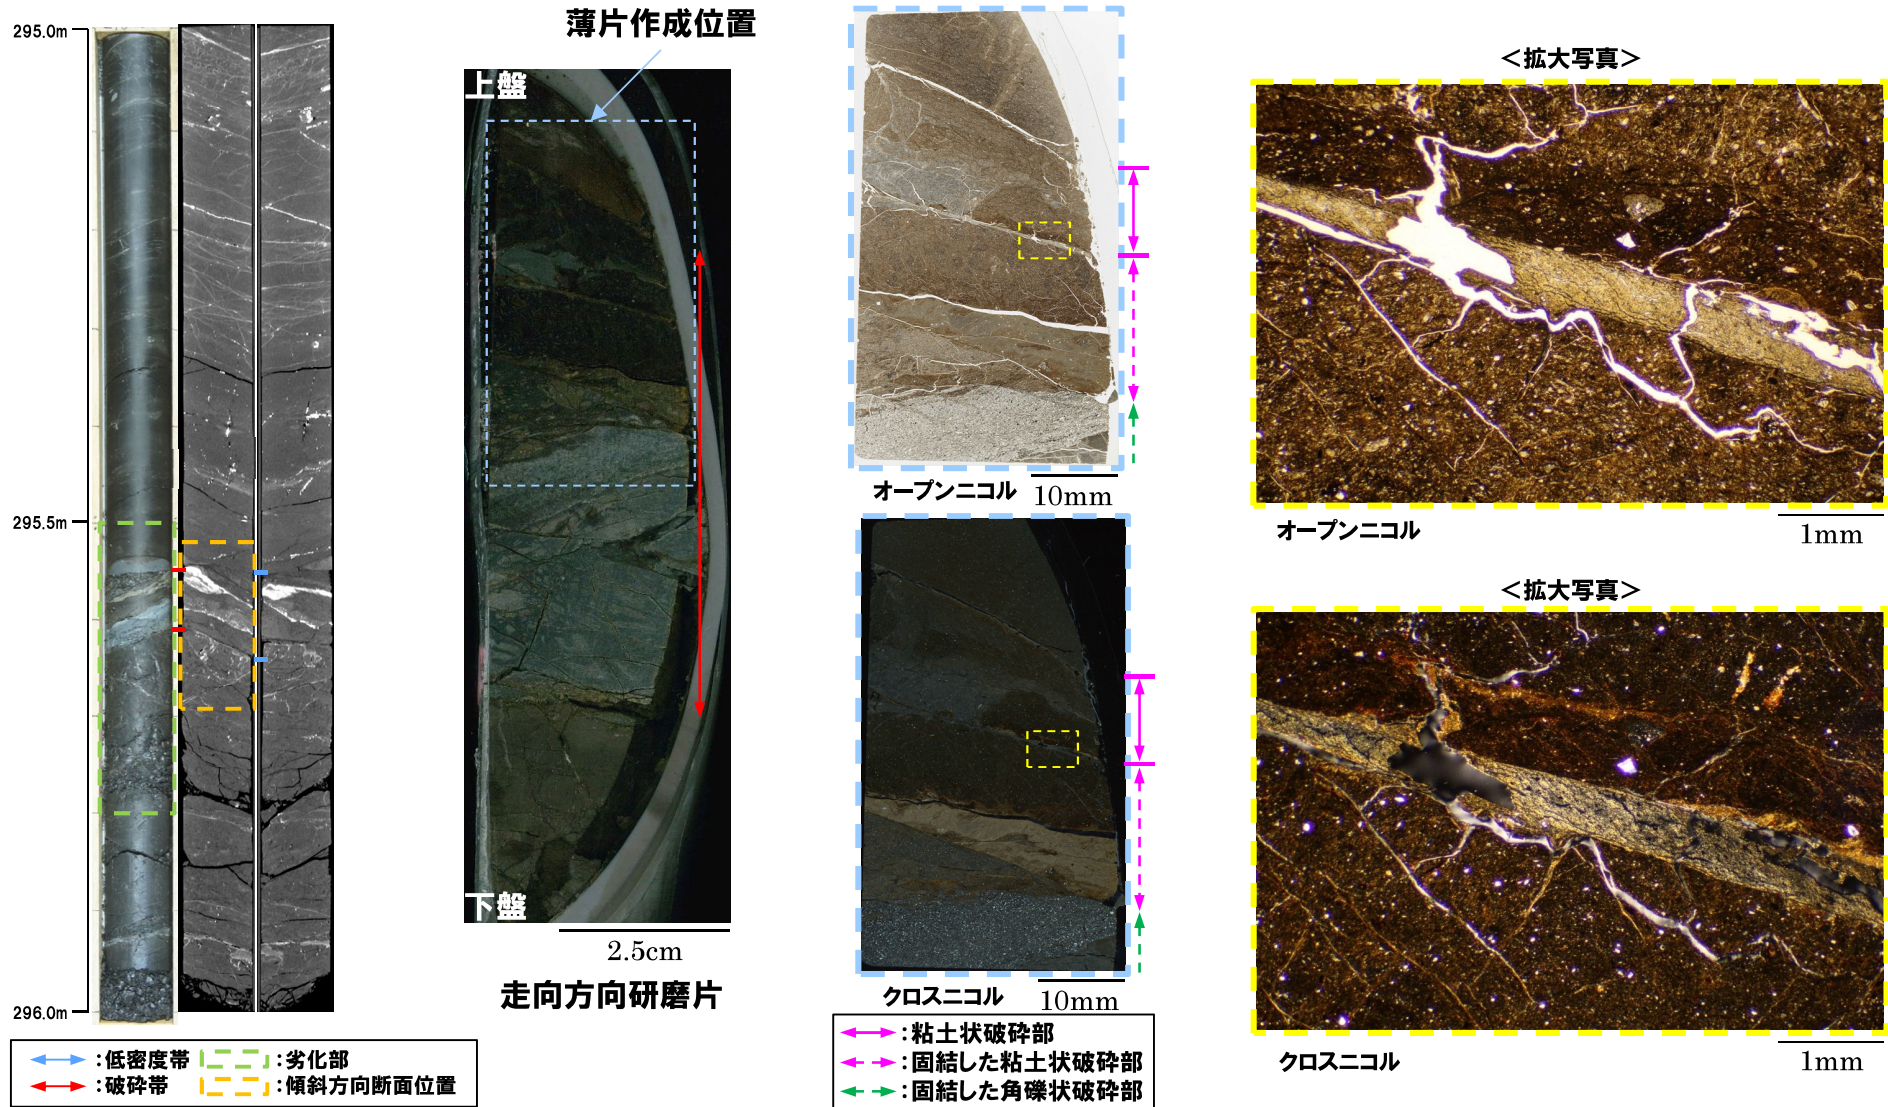 295.0m
295.5m
296.0m
:低密度帯
:劣化部
:破砕帯
:傾斜方向断面位置
薄片作成位置
上盤
下盤
2.5cm
走向方向研磨片
オープンニコル
10mm
クロスニコル
10mm
:粘土状破砕部
:固結した粘土状破砕部
:固結した角礫状破砕部
<拡大写真>
オープンニコル
1mm
<拡大写真>
クロスニコル
1mm